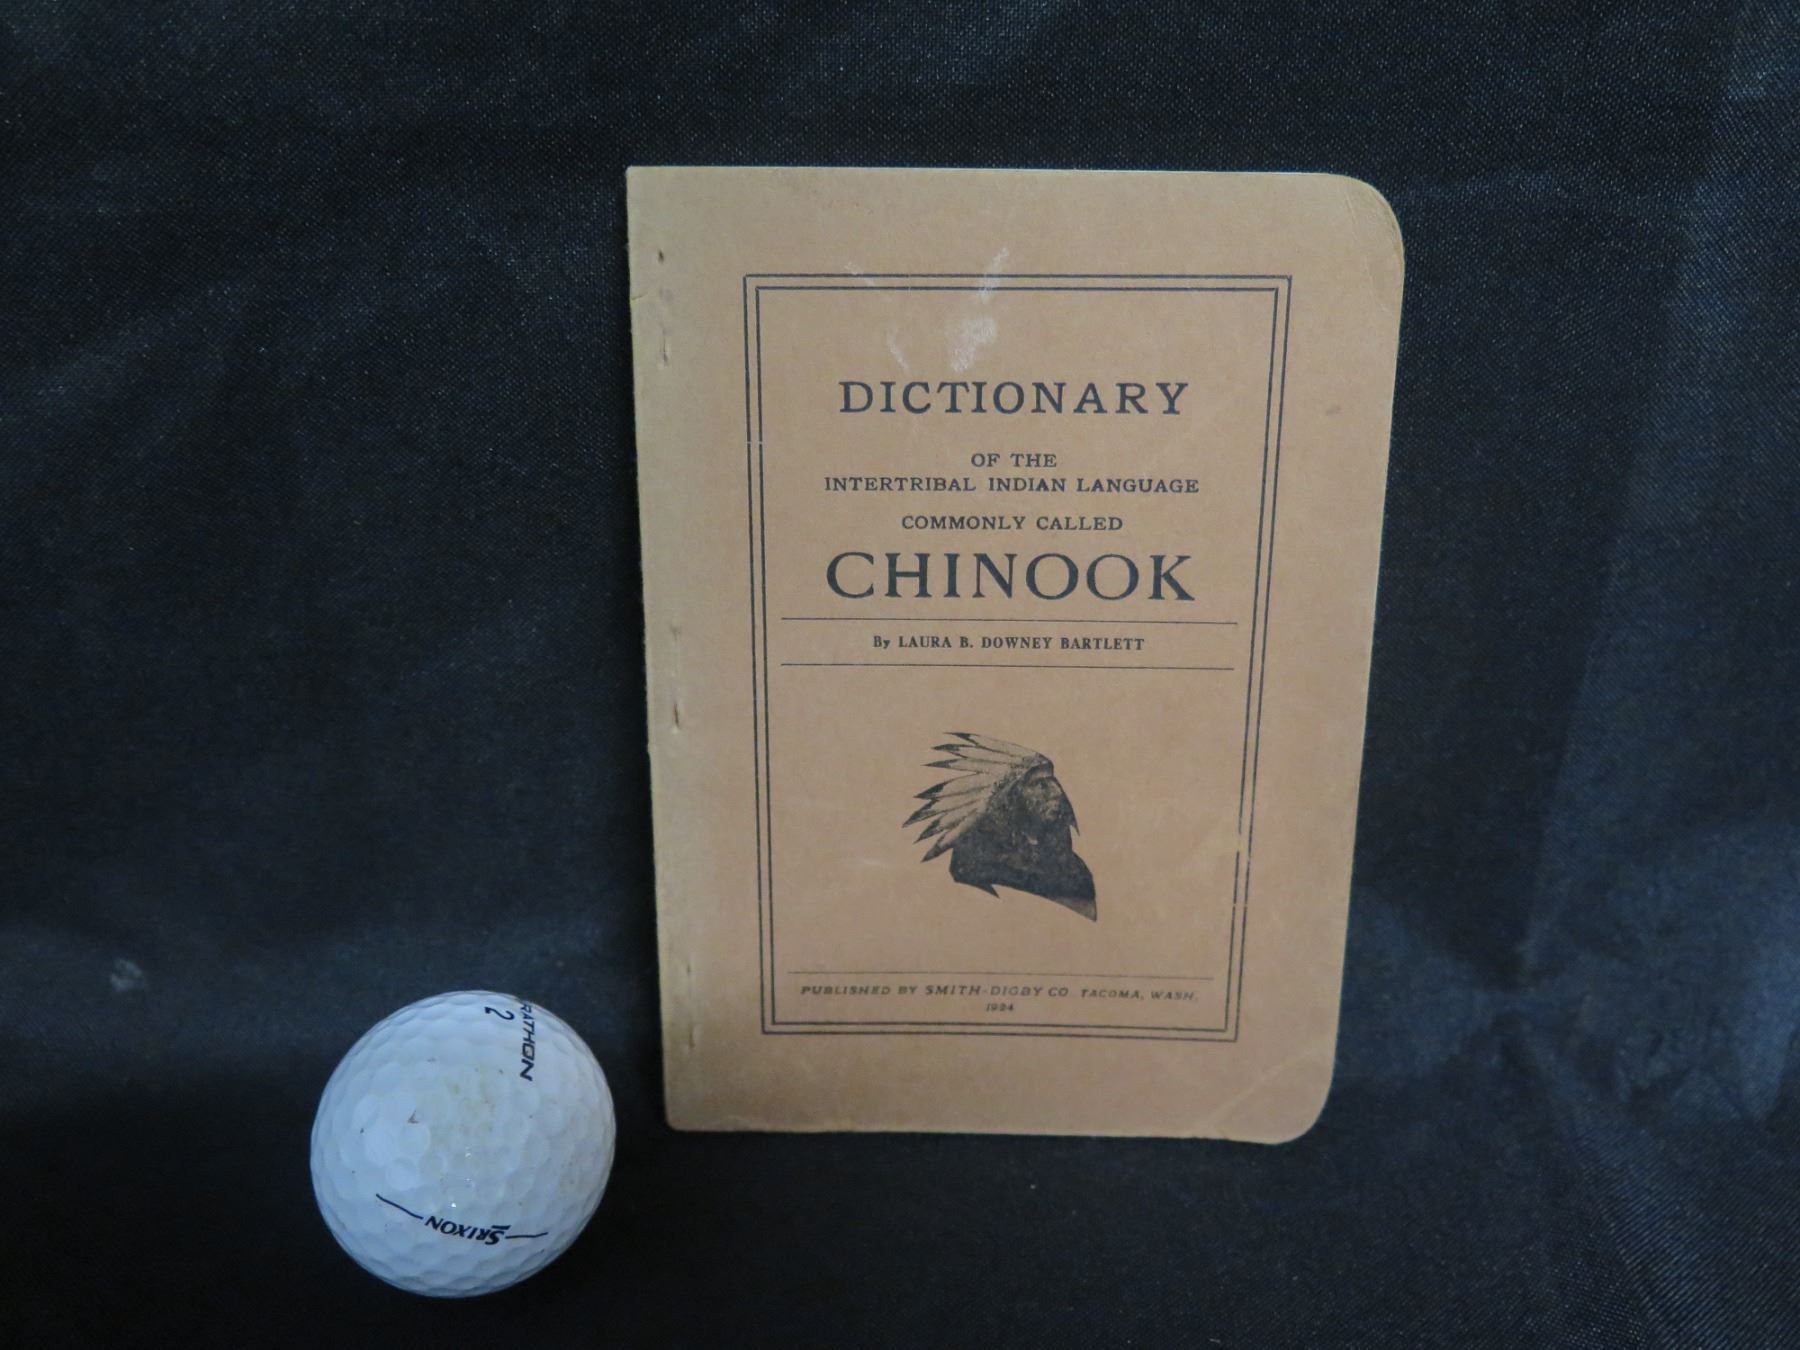 DICTIONARY
OF THE
INTERTRIBAL INDIAN LANGUAGE
COMMONLY CALLED
CHINOOK
By LAURA B. DOWNEY BARTLETT
PUBLISHED BY SMITH-DIGBY CO. TACOMA, WASH.
1924
RATHON
2
SRIXON